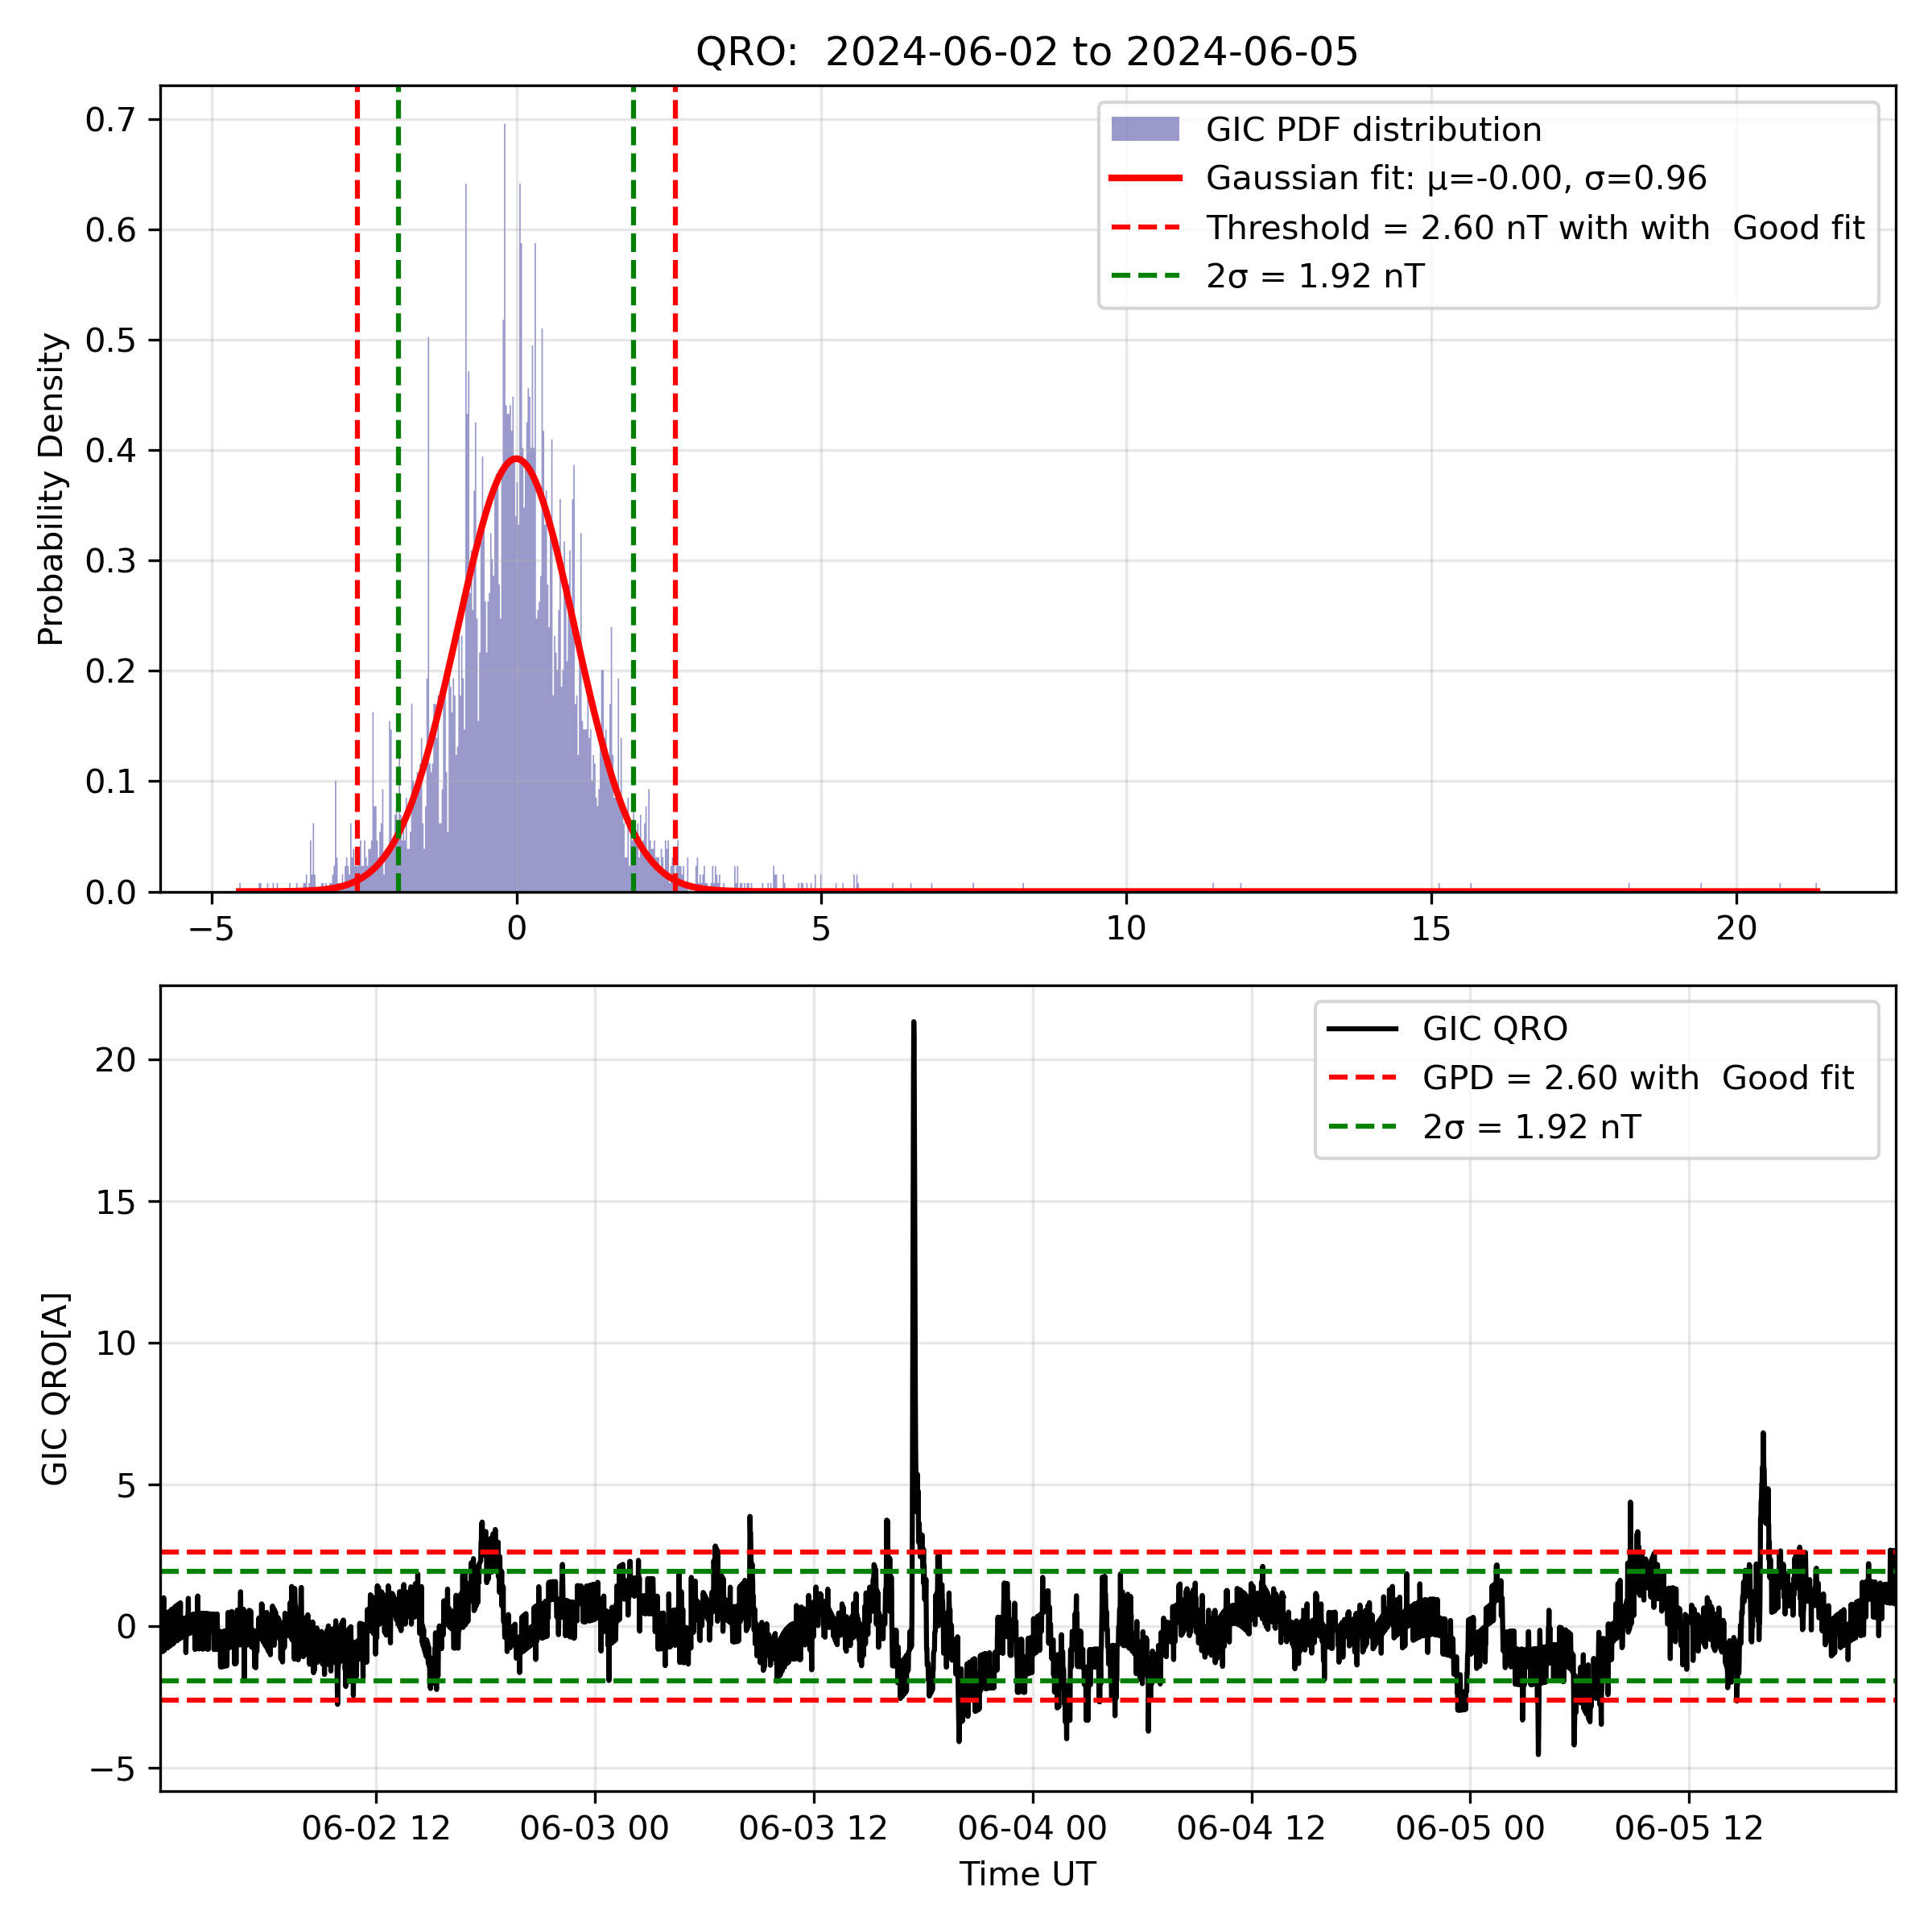 QRO:  2024-06-02 to 2024-06-05
0.7
0.6
0.5
0.4
0.3
0.2
0.1
0.0
Probability Density
GIC PDF distribution
Gaussian fit: μ=-0.00, σ=0.96
Threshold = 2.60 nT with with  Good fit
2σ = 1.92 nT
−5 0 5 10 15 20
20
15
10
5
0
−5
GIC QRO[A]
GIC QRO
GPD = 2.60 with  Good fit
2σ = 1.92 nT
06-02 12 06-03 00 06-03 12 06-04 00 06-04 12 06-05 00 06-05 12
Time UT